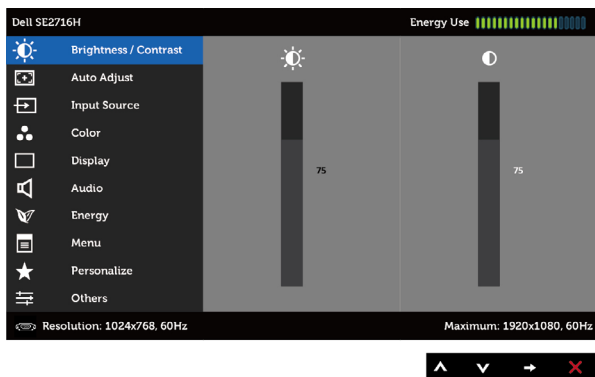 Dell SE2716H
Energy Use
Brightness / Contrast
Auto Adjust
Input Source
Color
Display
Audio
Energy
Menu
Personalize
Others
75
75
Resolution: 1024x768, 60Hz
Maximum: 1920x1080, 60Hz